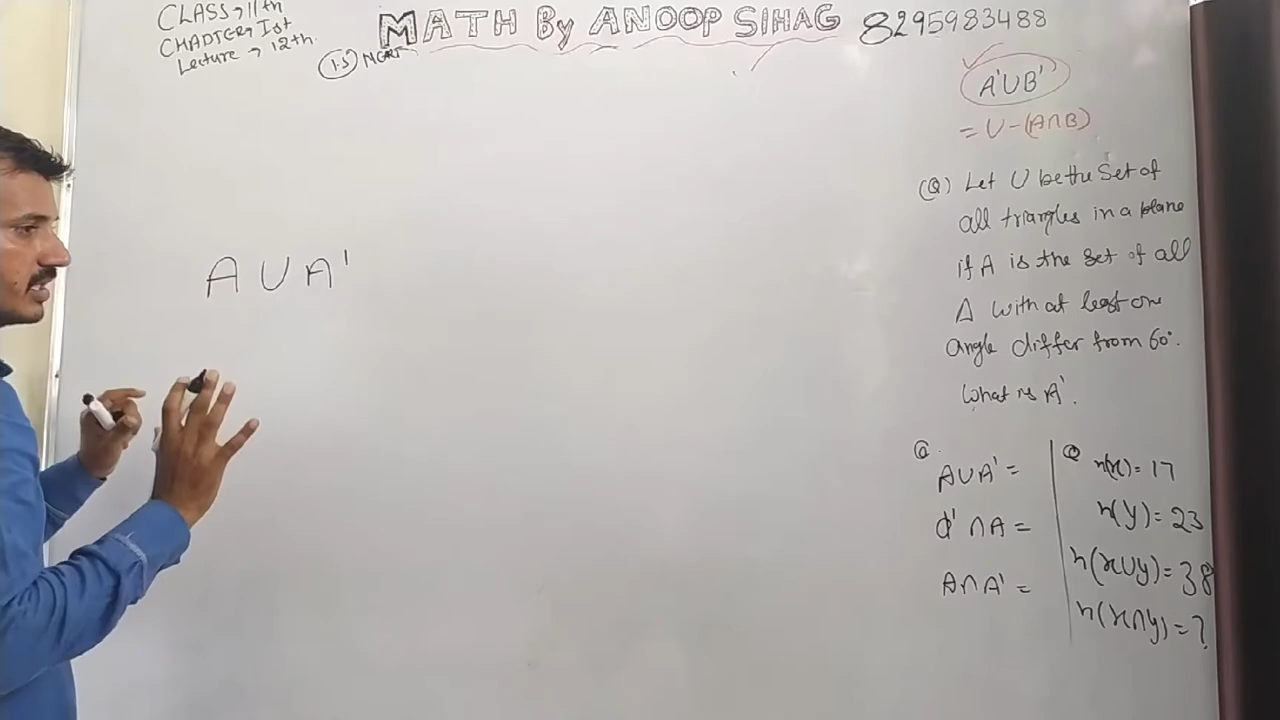 CLASS → 11th
CHAPTER → Ist
Lecture → 12th.
MATH By ANOOP SIHAG 8295983488
1.5 NCERT
A'UB'
= U-(A∩B)
(Q) Let U be the Set of
all triangles in a plane
if A is the set of all
Δ with at least one
angle differ from 60°.
What is A'.
A U A'
Q.
AUA' =
ϕ' ∩A =
A∩A' =
Q n(x)= 17
n(y)= 23
n(xUy)= 38
n(x∩y)= ?